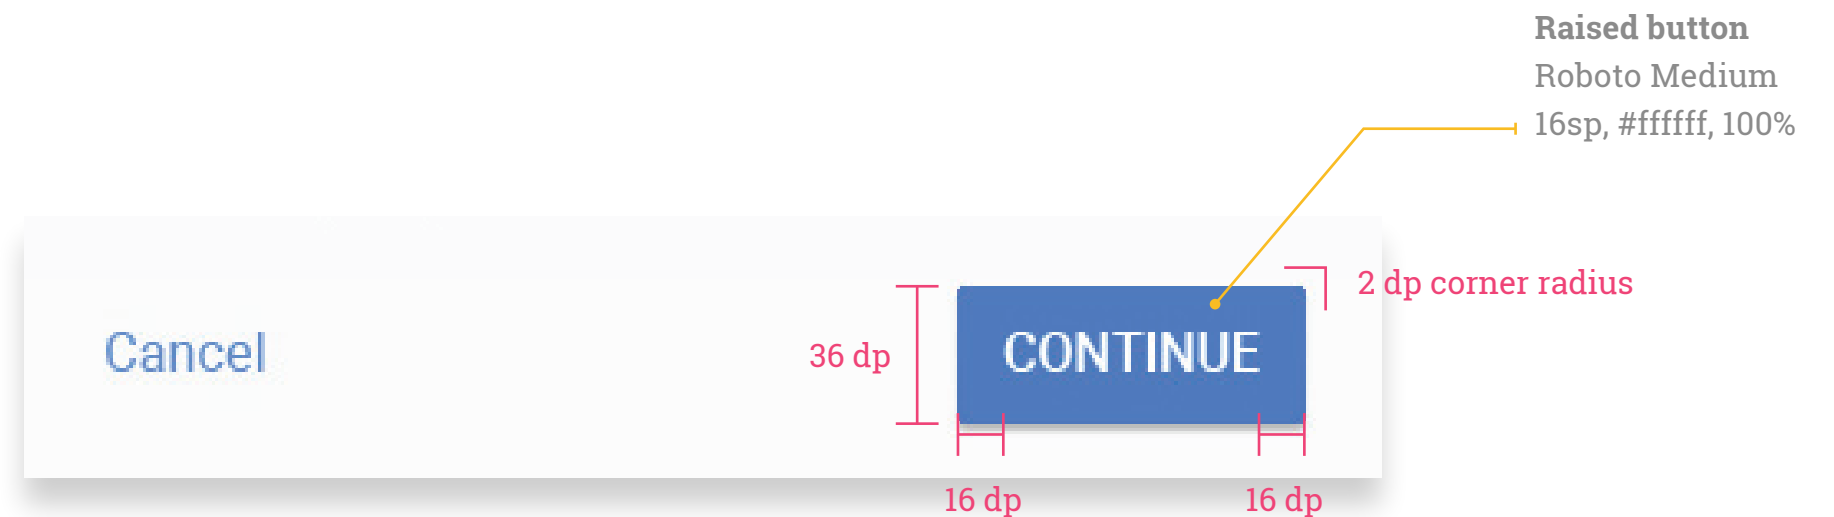 Raised button
Roboto Medium
16sp, #ffffff, 100%
2 dp corner radius
Cancel
36 dp
CONTINUE
16 dp
16 dp